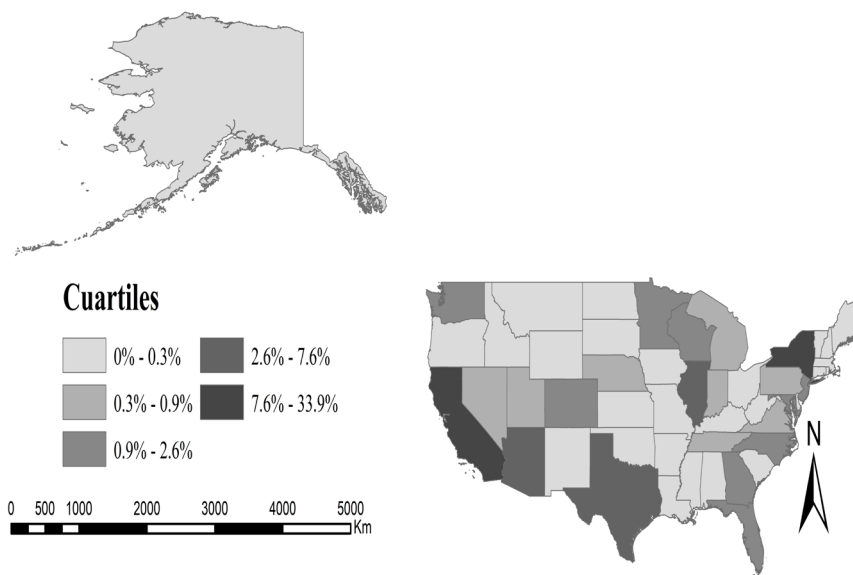 Cuartiles
0% - 0.3%
2.6% - 7.6%
0.3% - 0.9%
7.6% - 33.9%
0.9% - 2.6%
N
0 500 1000 2000 3000 4000 5000
Km